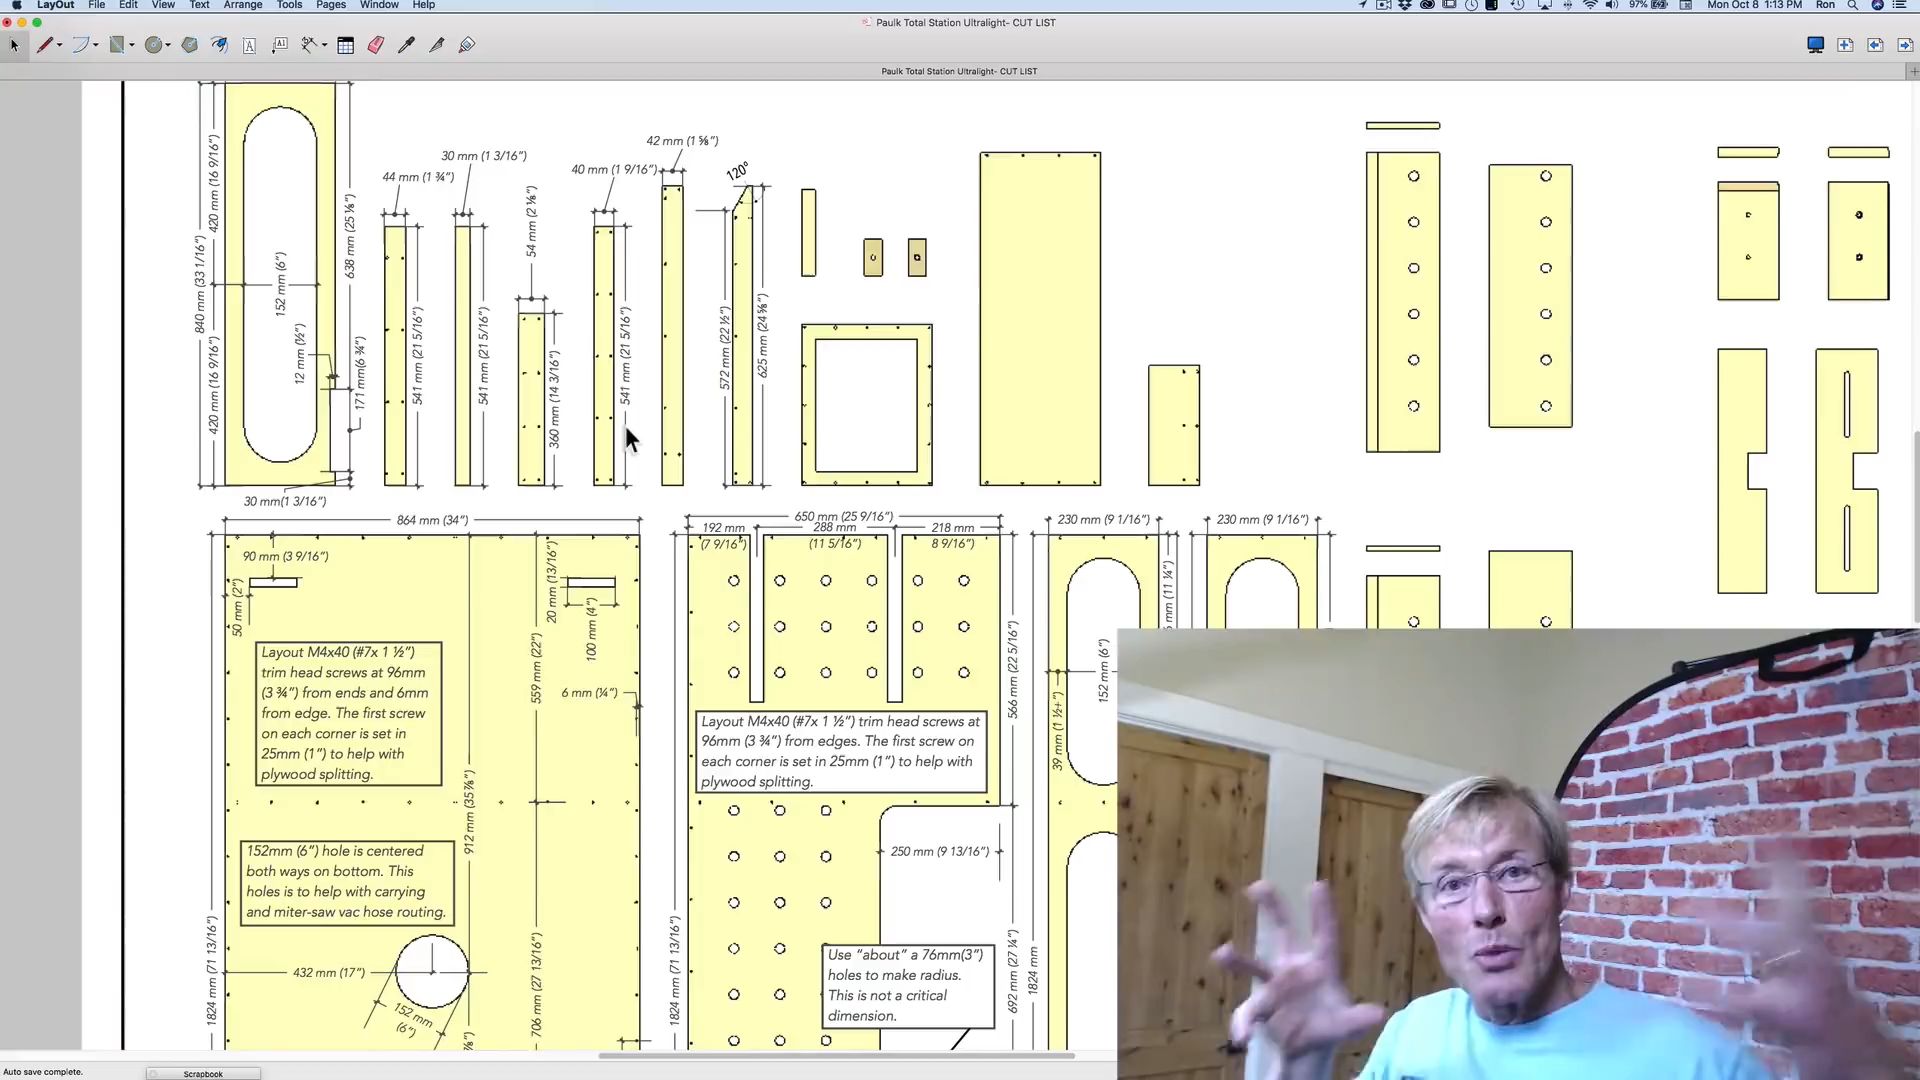 LayOut File Edit View Text Arrange Tools Pages Window Help
97% Mon Oct 8 1:13 PM Ron
Paulk Total Station Ultralight- CUT LIST
Paulk Total Station Ultralight- CUT LIST
42 mm (1 ⅝")
30 mm (1 3/16")
40 mm (1 9/16")
120°
44 mm (1 ¾")
420 mm (16 9/16")
54 mm (2 ⅛")
638 mm (25 ⅛")
840 mm (33 1/16")
152 mm (6")
12 mm (½")
420 mm (16 9/16")
171 mm(6 ¾")
541 mm (21 5/16")
541 mm (21 5/16")
360 mm (14 3/16")
541 mm (21 5/16")
572 mm (22 ½")
625 mm (24 ⅝")
30 mm(1 3/16")
864 mm (34")
650 mm (25 9/16")
192 mm
288 mm
218 mm
(7 9/16")
(11 5/16")
8 9/16")
230 mm (9 1/16")
230 mm (9 1/16")
90 mm (3 9/16")
50 mm (2")
20 mm (13/16")
100 mm (4")
559 mm (22")
6 mm (¼")
Layout M4x40 (#7x 1 ½")
trim head screws at 96mm
(3 ¾") from ends and 6mm
from edge. The first screw
on each corner is set in
25mm (1") to help with
plywood splitting.
566 mm (22 5/16")
152 mm (6")
39 mm (1 ½+")
Layout M4x40 (#7x 1 ½") trim head screws at
96mm (3 ¾") from edges. The first screw on
each corner is set in 25mm (1") to help with
plywood splitting.
912 mm (35⅞")
152mm (6") hole is centered
both ways on bottom. This
holes is to help with carrying
and miter-saw vac hose routing.
250 mm (9 13/16")
432 mm (17")
152 mm
(6")
1824 mm (71 13/16")
706 mm (27 13/16")
1824 mm (71 13/16")
Use "about" a 76mm(3")
holes to make radius.
This is not a critical
dimension.
692 mm (27 ¼")
1824 mm
Auto save complete.
Scrapbook